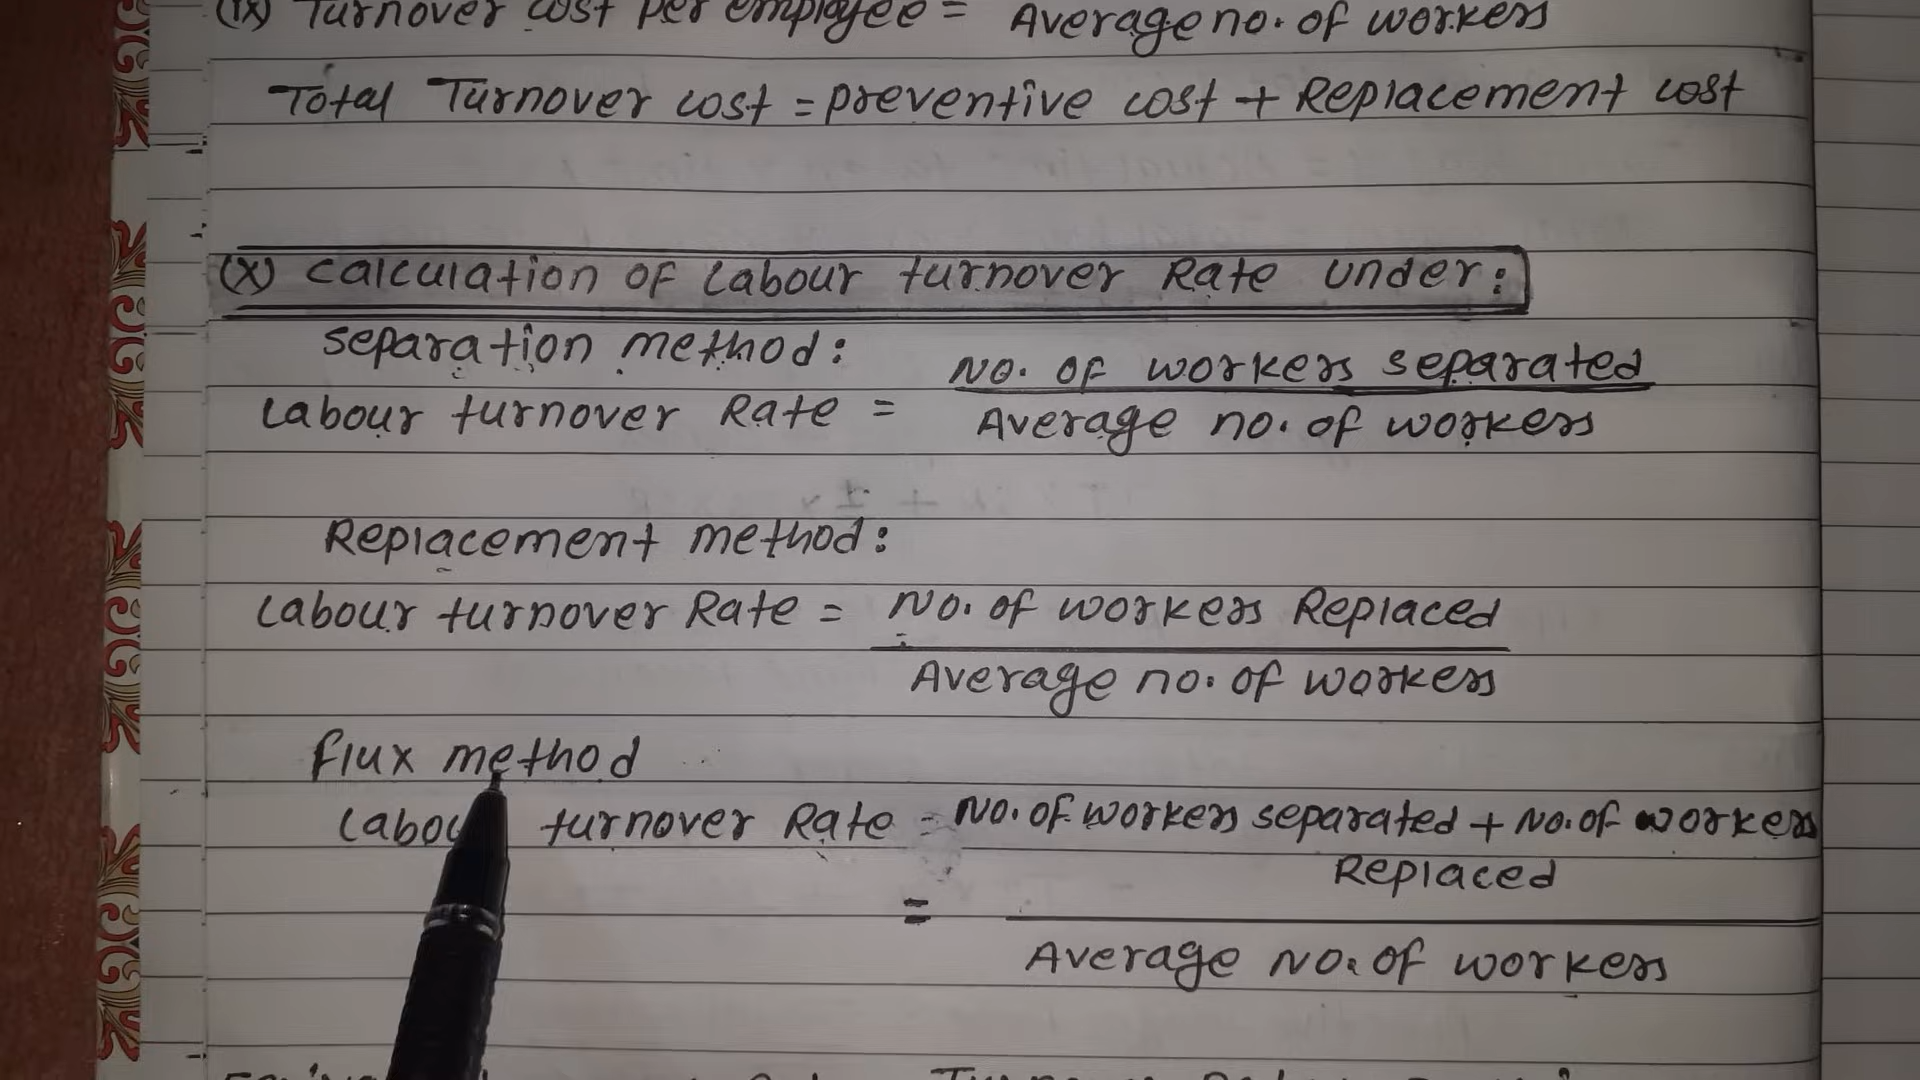 (ix) Turnover cost per employee = Average no. of workers
Total Turnover cost = preventive cost + Replacement cost
(x) calculation of Labour turnover Rate under:
Separation method:
No. of workers separated
Labour turnover Rate =
Average no. of workers
Replacement method:
Labour turnover Rate = No. of workers Replaced
Average no. of workers
Flux method
Labou turnover Rate = No. of workers separated + No. of workers
Replaced
=
Average No. of workers